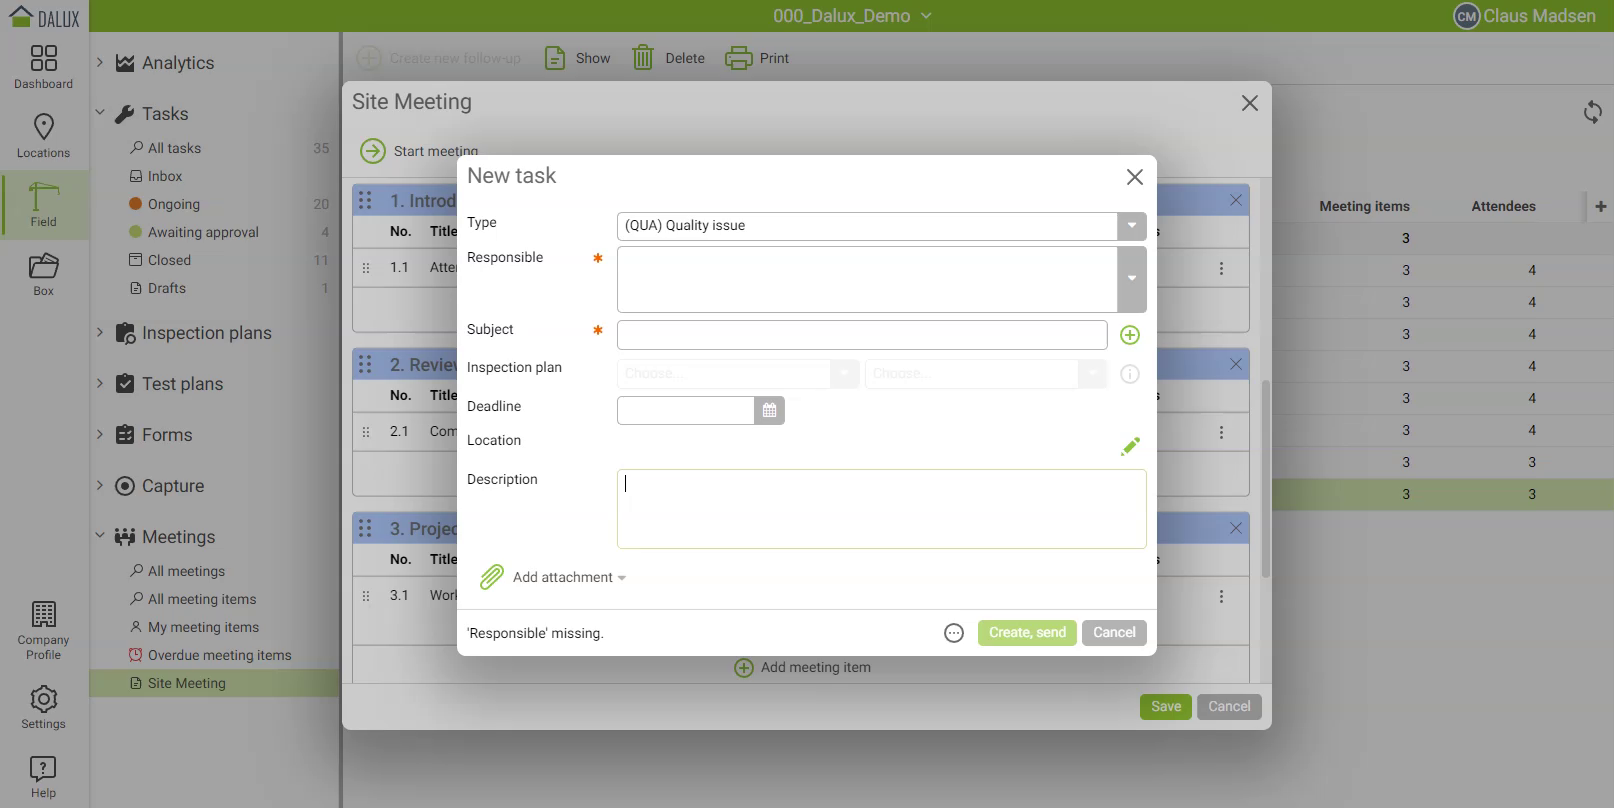 DALUX
000_Dalux_Demo
CM Claus Madsen
Dashboard
Locations
Field
Box
Company
Profile
Settings
Help
Analytics
Tasks
All tasks 35
Inbox
Ongoing 20
Awaiting approval 4
Closed 11
Drafts 1
Inspection plans
Test plans
Forms
Capture
Meetings
All meetings
All meeting items
My meeting items
Overdue meeting items
Site Meeting
Create new follow-up Show Delete Print
Site Meeting
Start meeting
1. Introd
No. Title
1.1 Atte
2. Review
No. Title
2.1 Com
3. Projec
No. Title
3.1 Work
Add meeting item
Save Cancel
New task
Type (QUA) Quality issue
Responsible *
Subject *
Inspection plan Choose... Choose...
Deadline
Location
Description
Add attachment
'Responsible' missing.
Create, send Cancel
Meeting items Attendees +
3
3 4
3 4
3 4
3 4
3 4
3 4
3 3
3 3